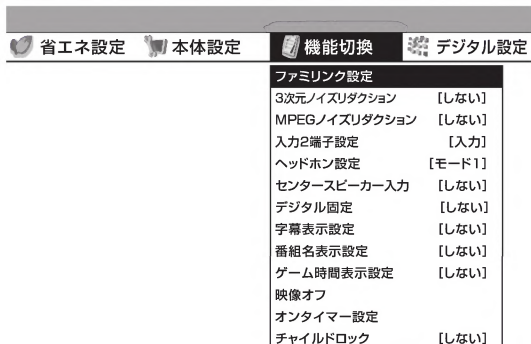 省エネ設定 本体設定 機能切換 デジタル設定
ファミリンク設定
3次元ノイズリダクション [しない]
MPEGノイズリダクション [しない]
入力2端子設定 [入力]
ヘッドホン設定 [モード1]
センタースピーカー入力 [しない]
デジタル固定 [しない]
字幕表示設定 [しない]
番組名表示設定 [しない]
ゲーム時間表示設定 [しない]
映像オフ
オンタイマー設定
チャイルドロック [しない]